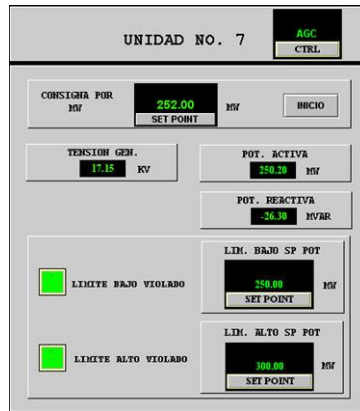 UNIDAD NO. 7
AGC
CTRL
CONSIGNA POR
MW
252.00
MW
SET POINT
INICIO
TENSION GEN.
17.15 KV
POT. ACTIVA
250.20 MW
POT. REACTIVA
-26.30 MVAR
LIM. BAJO SP POT
LIMITE BAJO VIOLADO
250.00 MW
SET POINT
LIM. ALTO SP POT
LIMITE ALTO VIOLADO
300.00 MW
SET POINT